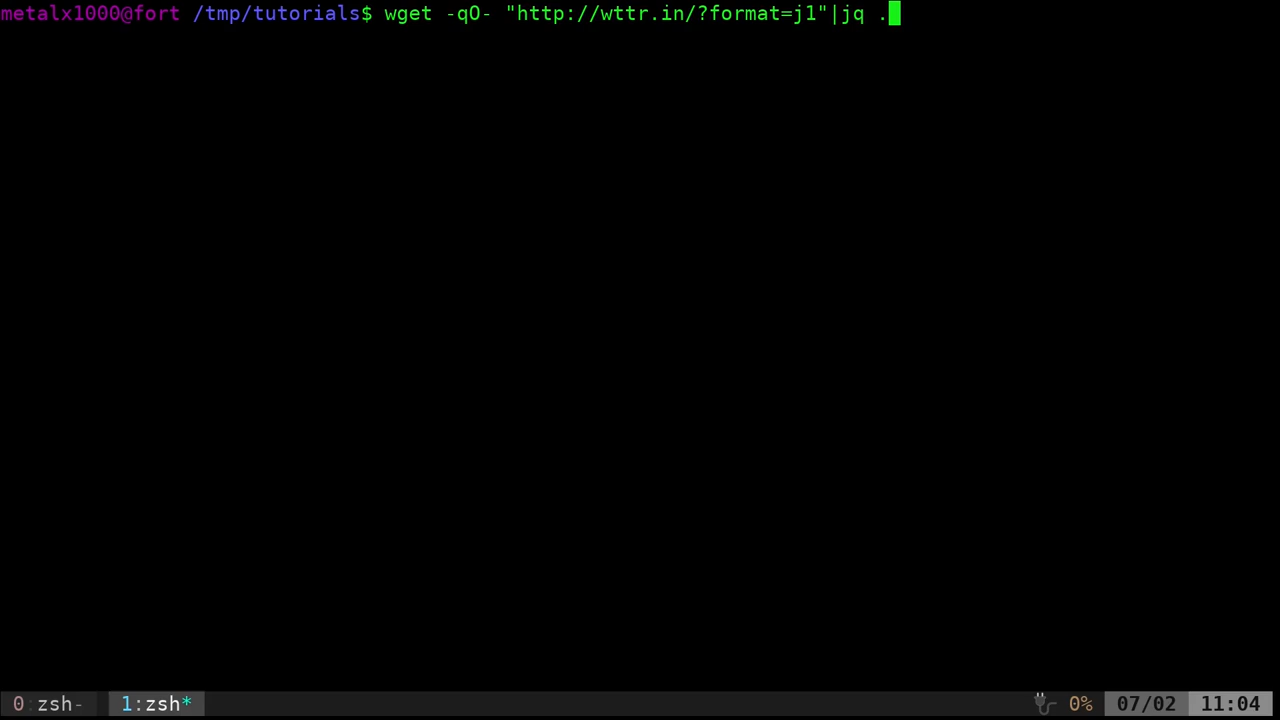 metalx1000@fort /tmp/tutorials$ wget -qO- "http://wttr.in/?format=j1"|jq .
0:zsh- 1:zsh* 0% 07/02 11:04